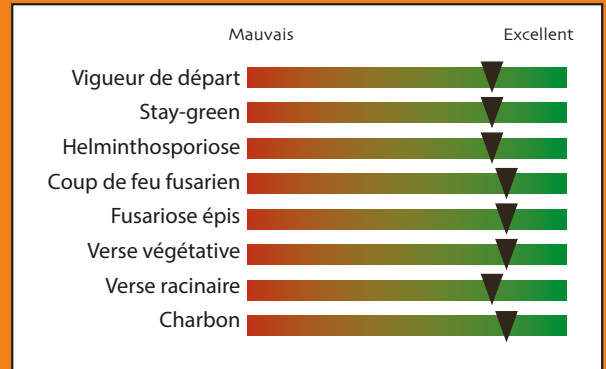 Mauvais Excellent
Vigueur de départ
Stay-green
Helminthosporiose
Coup de feu fusarien
Fusariose épis
Verse végétative
Verse racinaire
Charbon